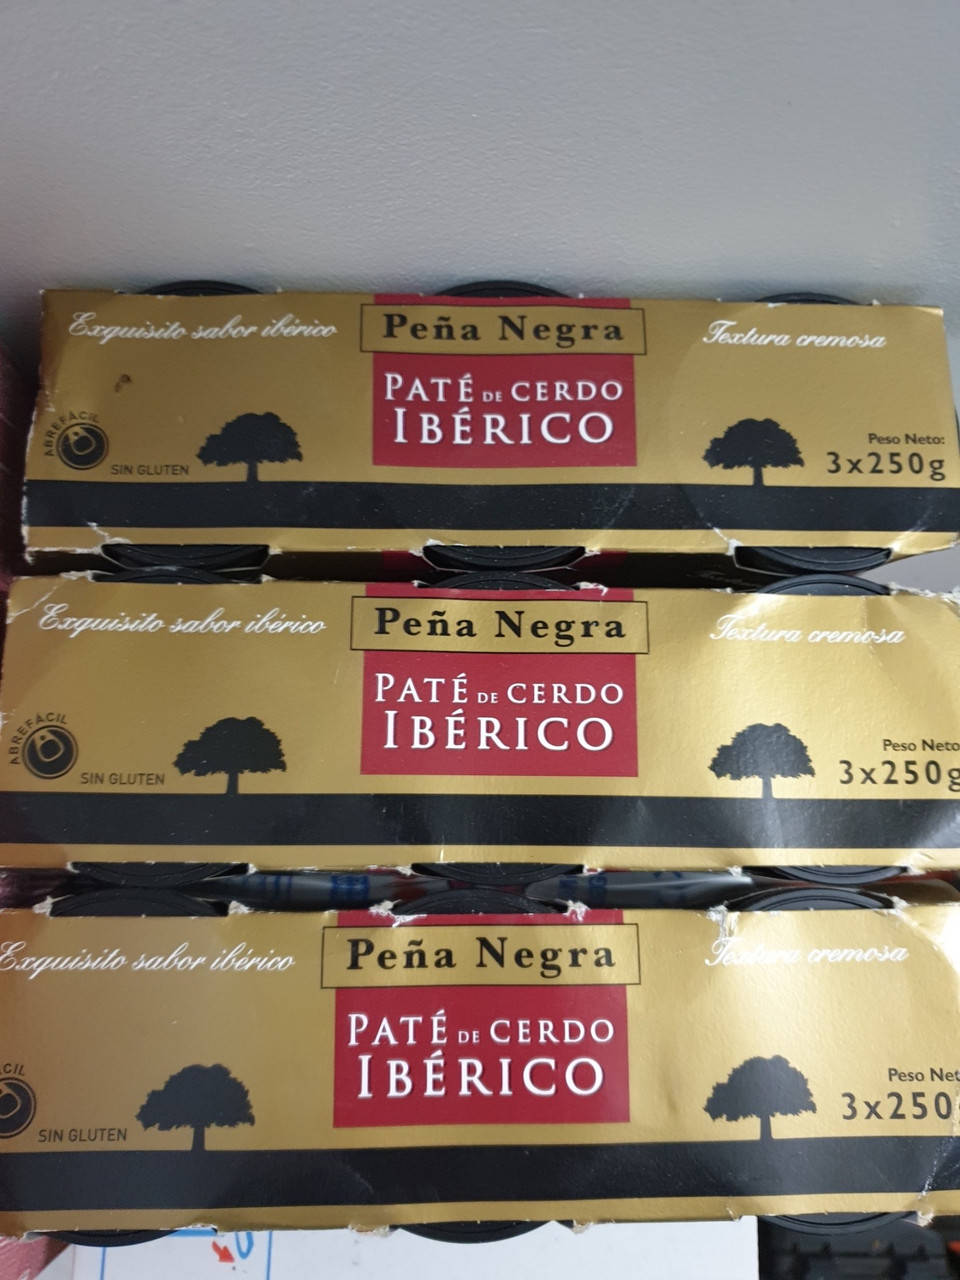 Exquisito sabor ibérico
Peña Negra
Textura cremosa
PATÉ DE CERDO
IBÉRICO
ABREFÁCIL
SIN GLUTEN
Peso Neto:
3x250g
Exquisito sabor ibérico
Peña Negra
Textura cremosa
PATÉ DE CERDO
IBÉRICO
ABREFÁCIL
SIN GLUTEN
Peso Neto
3x250g
Exquisito sabor ibérico
Peña Negra
Textura cremosa
PATÉ DE CERDO
IBÉRICO
CIL
SIN GLUTEN
Peso Net
3x250